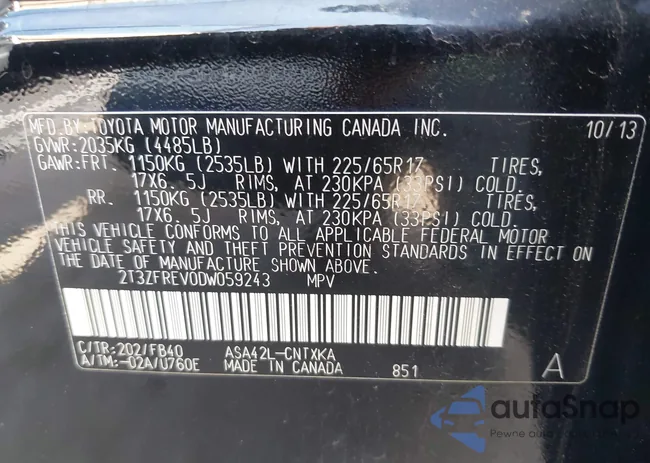 MFD.BY:TOYOTA MOTOR MANUFACTURING CANADA INC. 10/13
GVWR:2035KG (4485LB)
GAWR:FRT. 1150KG (2535LB) WITH 225/65R17 TIRES,
17X6.5J RIMS, AT 230KPA (33PSI) COLD.
RR. 1150KG (2535LB) WITH 225/65R17 TIRES,
17X6.5J RIMS, AT 230KPA (33PSI) COLD.
THIS VEHICLE CONFORMS TO ALL APPLICABLE FEDERAL MOTOR
VEHICLE SAFETY AND THEFT PREVENTION STANDARDS IN EFFECT ON
THE DATE OF MANUFACTURE SHOWN ABOVE.
2T3ZFREV0DW059243 MPV
C/TR:202/FB40 ASA42L-CNTXKA
A/TM:-02A/U760E MADE IN CANADA 851 A
autoSnap
Pewne auta